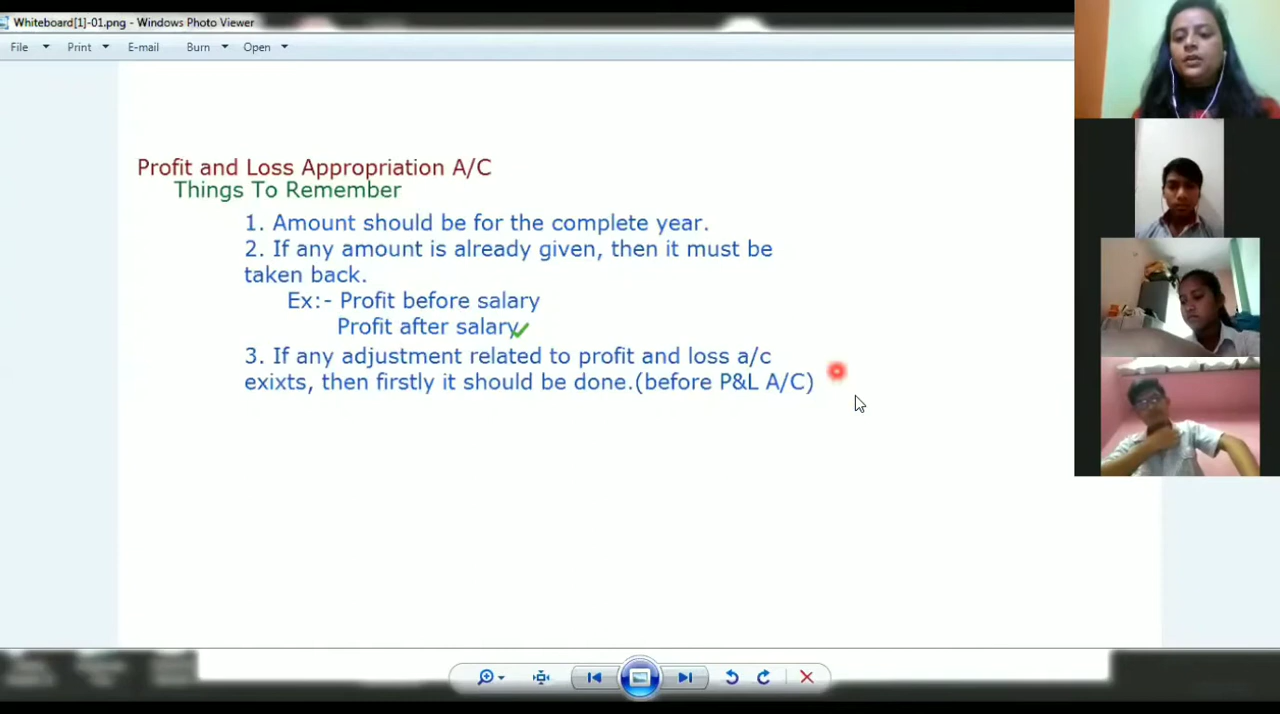 Whiteboard[1]-01.png - Windows Photo Viewer
File Print E-mail Burn Open
Profit and Loss Appropriation A/C
Things To Remember
1. Amount should be for the complete year.
2. If any amount is already given, then it must be
taken back.
Ex:- Profit before salary
Profit after salary
3. If any adjustment related to profit and loss a/c
exixts, then firstly it should be done.(before P&L A/C)